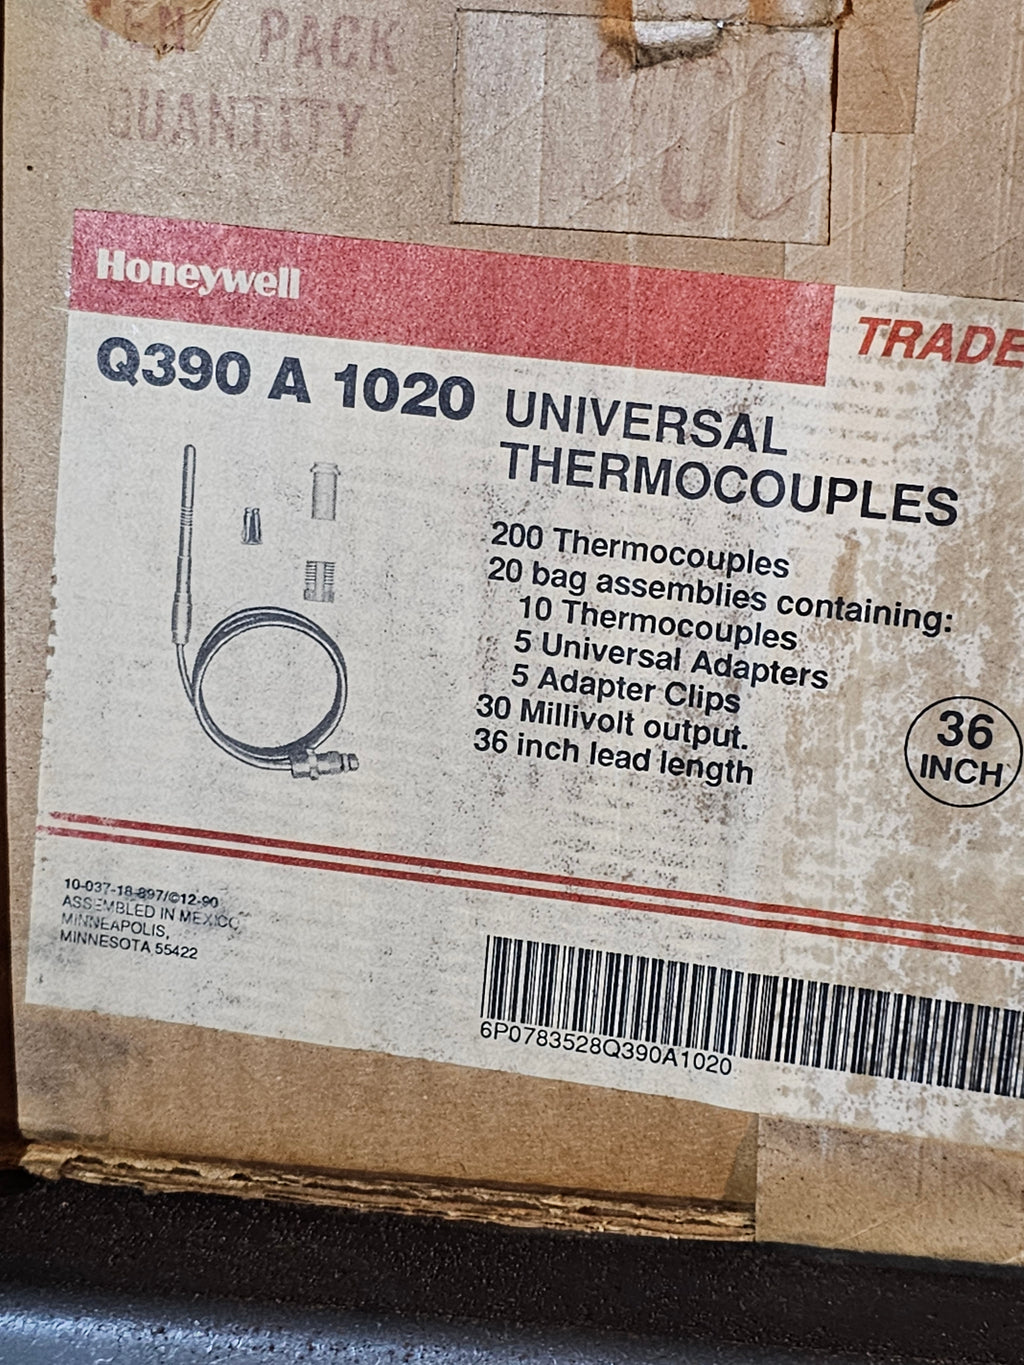 TEN PACK
QUANTITY
Honeywell
TRADE
Q390 A 1020 UNIVERSAL
THERMOCOUPLES
200 Thermocouples
20 bag assemblies containing:
10 Thermocouples
5 Universal Adapters
5 Adapter Clips
30 Millivolt output.
36 inch lead length
36
INCH
10-037-18-897/©12-90
ASSEMBLED IN MEXICO
MINNEAPOLIS,
MINNESOTA 55422
6P0783528Q390A1020